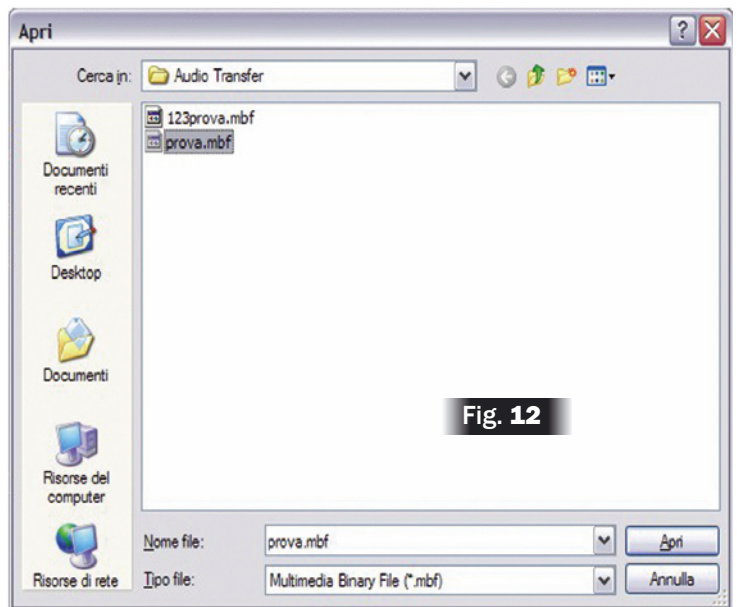 Apri
Cerca in: Audio Transfer
123prova.mbf
prova.mbf
Documenti
recenti
Desktop
Documenti
Risorse del
computer
Risorse di rete
Fig. 12
Nome file: prova.mbf Apri
Tipo file: Multimedia Binary File (*.mbf) Annulla